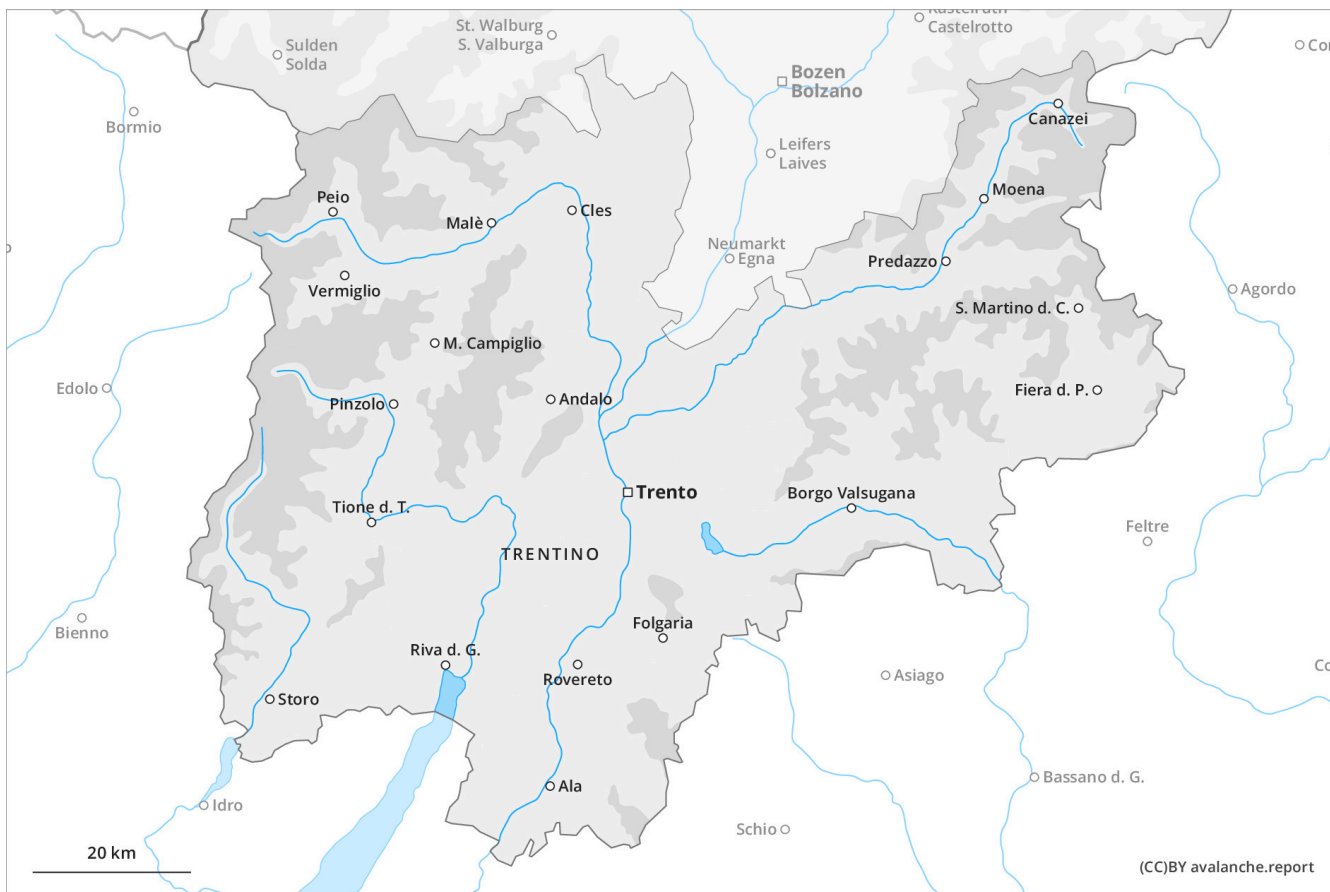 St. Walburg
S. Valburga
Castelrotto
Sulden
Solda
Bozen
Bolzano
Bormio
Canazei
Leifers
Laives
Peio
Moena
Malè
Cles
Neumarkt
Egna
Predazzo
Vermiglio
Agordo
S. Martino d. C.
M. Campiglio
Edolo
Pinzolo
Andalo
Fiera d. P.
Trento
Borgo Valsugana
Tione d. T.
Feltre
TRENTINO
Bienno
Folgaria
Riva d. G.
Rovereto
Asiago
Storo
Ala
Bassano d. G.
Idro
Schio
20 km
(CC)BY avalanche.report